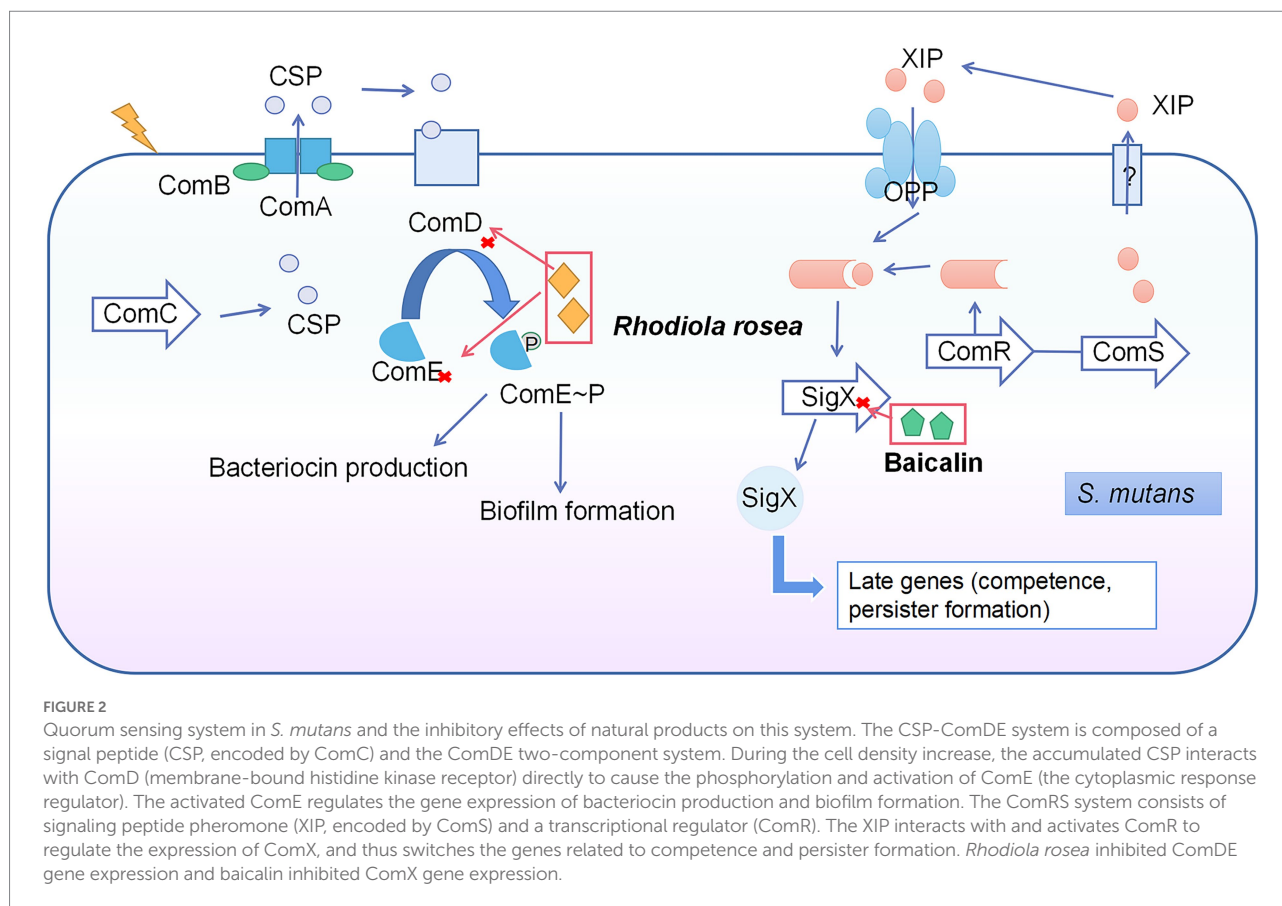 CSP
XIP
XIP
ComB
ComA
OPP
?
ComD
ComC
CSP
Rhodiola rosea
P
ComE
ComE~P
ComR
ComS
SigX
Baicalin
Bacteriocin production
Biofilm formation
SigX
S. mutans
Late genes (competence,
persister formation)
FIGURE 2
Quorum sensing system in S. mutans and the inhibitory effects of natural products on this system. The CSP-ComDE system is composed of a
signal peptide (CSP, encoded by ComC) and the ComDE two-component system. During the cell density increase, the accumulated CSP interacts
with ComD (membrane-bound histidine kinase receptor) directly to cause the phosphorylation and activation of ComE (the cytoplasmic response
regulator). The activated ComE regulates the gene expression of bacteriocin production and biofilm formation. The ComRS system consists of
signaling peptide pheromone (XIP, encoded by ComS) and a transcriptional regulator (ComR). The XIP interacts with and activates ComR to
regulate the expression of ComX, and thus switches the genes related to competence and persister formation. Rhodiola rosea inhibited ComDE
gene expression and baicalin inhibited ComX gene expression.